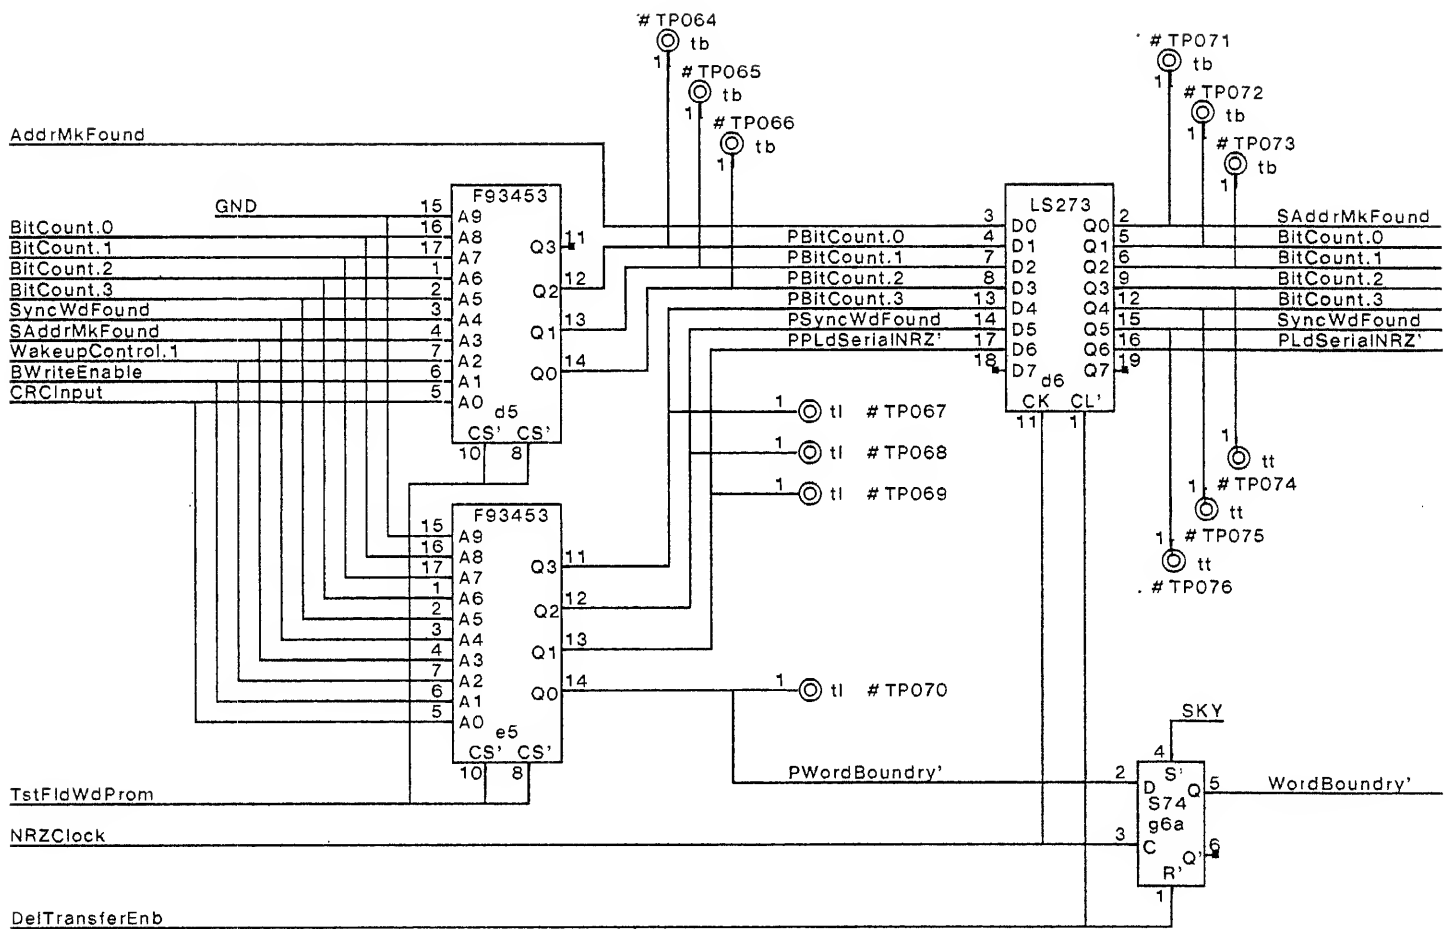 #TP064
1 tb
#TP065
1 tb
#TP066
1 tb
#TP071
1 tb
#TP072
1 tb
#TP073
1 tb
AddrMkFound
GND
BitCount.0
BitCount.1
BitCount.2
BitCount.3
SyncWdFound
SAddrMkFound
WakeupControl.1
BWriteEnable
CRCInput
F93453
15 A9
16 A8
17 A7
1 A6
2 A5
3 A4
4 A3
7 A2
6 A1
5 A0
Q3 11
Q2 12
Q1 13
Q0 14
d5
CS' CS'
10 8
PBitCount.0
PBitCount.1
PBitCount.2
PBitCount.3
PSyncWdFound
PPLdSerialNRZ'
LS273
3 D0 Q0 2
4 D1 Q1 5
7 D2 Q2 6
8 D3 Q3 9
13 D4 Q4 12
14 D5 Q5 15
17 D6 Q6 16
18 D7 Q7 19
d6
CK CL'
11 1
SAddrMkFound
BitCount.0
BitCount.1
BitCount.2
BitCount.3
SyncWdFound
PLdSerialNRZ'
1 tl #TP067
1 tl #TP068
1 tl #TP069
1 tt
#TP074
1 tt
#TP075
1 tt
#TP076
F93453
15 A9
16 A8
17 A7
1 A6
2 A5
3 A4
4 A3
7 A2
6 A1
5 A0
Q3 11
Q2 12
Q1 13
Q0 14
e5
CS' CS'
10 8
1 tl #TP070
SKY
4
S'
PWordBoundry' 2 D Q 5 WordBoundry'
S74
g6a
3 C Q' 6
R'
1
TstFldWdProm
NRZClock
DelTransferEnb